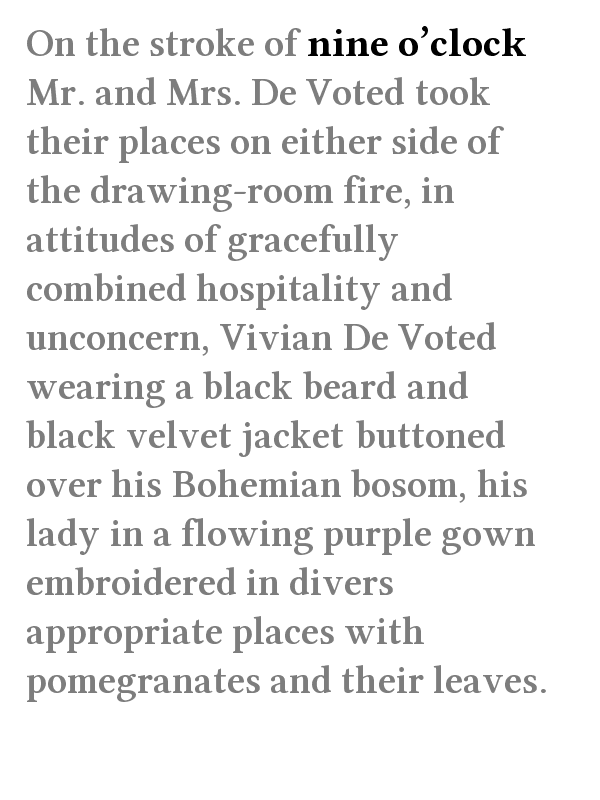 On the stroke of nine o’clock
Mr. and Mrs. De Voted took
their places on either side of
the drawing-room fire, in
attitudes of gracefully
combined hospitality and
unconcern, Vivian De Voted
wearing a black beard and
black velvet jacket buttoned
over his Bohemian bosom, his
lady in a flowing purple gown
embroidered in divers
appropriate places with
pomegranates and their leaves.